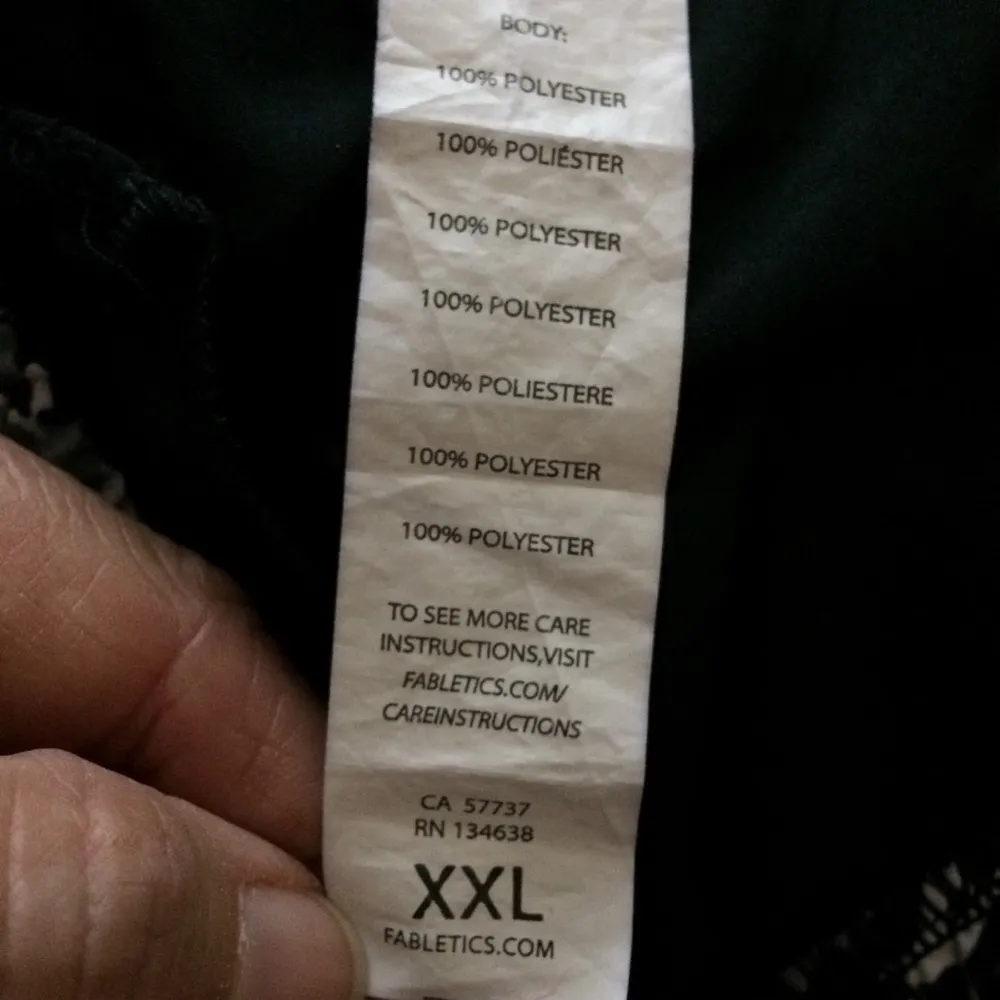 BODY:
100% POLYESTER
100% POLIÉSTER
100% POLYESTER
100% POLYESTER
100% POLIESTERE
100% POLYESTER
100% POLYESTER
TO SEE MORE CARE
INSTRUCTIONS,VISIT
FABLETICS.COM/
CAREINSTRUCTIONS
CA 57737
RN 134638
XXL
FABLETICS.COM